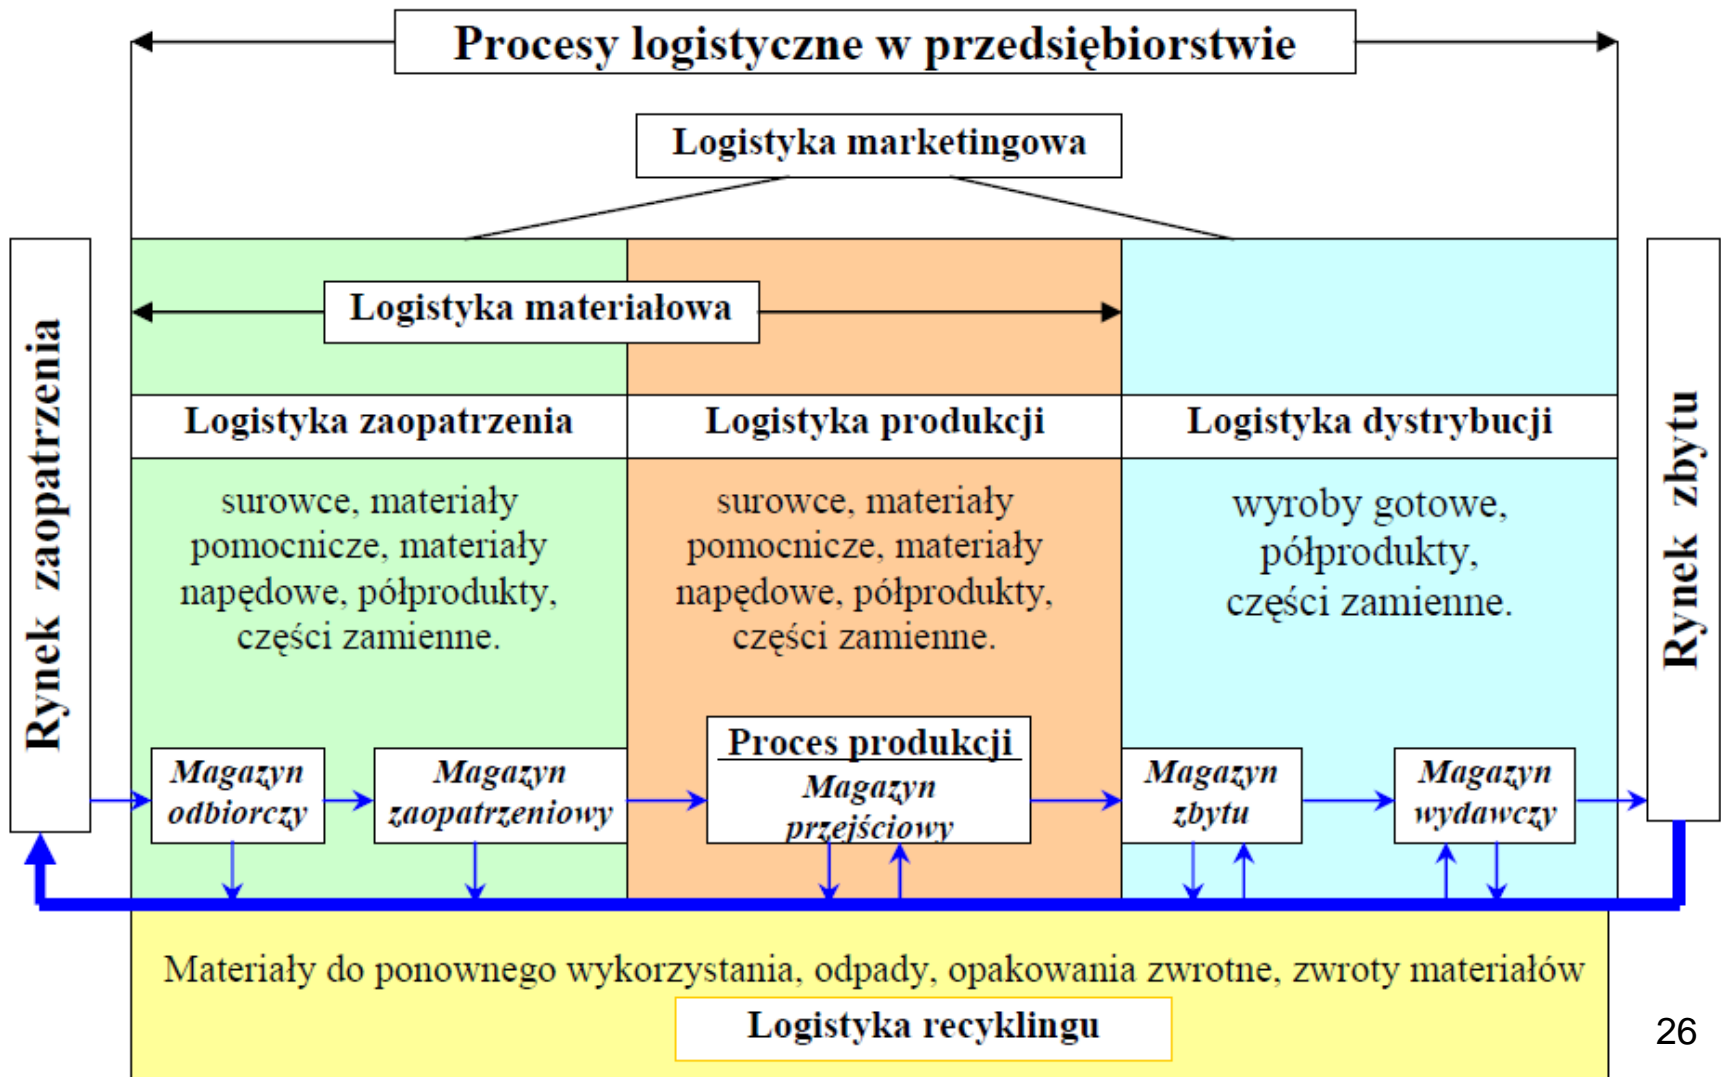 Procesy logistyczne w przedsiębiorstwie
Logistyka marketingowa
Logistyka materiałowa
Rynek zaopatrzenia
Logistyka zaopatrzenia
Logistyka produkcji
Logistyka dystrybucji
surowce, materiały
pomocnicze, materiały
napędowe, półprodukty,
części zamienne.
surowce, materiały
pomocnicze, materiały
napędowe, półprodukty,
części zamienne.
wyroby gotowe,
półprodukty,
części zamienne.
Rynek zbytu
Magazyn
odbiorczy
Magazyn
zaopatrzeniowy
Proces produkcji
Magazyn
przejściowy
Magazyn
zbytu
Magazyn
wydawczy
Materiały do ponownego wykorzystania, odpady, opakowania zwrotne, zwroty materiałów
Logistyka recyklingu
26